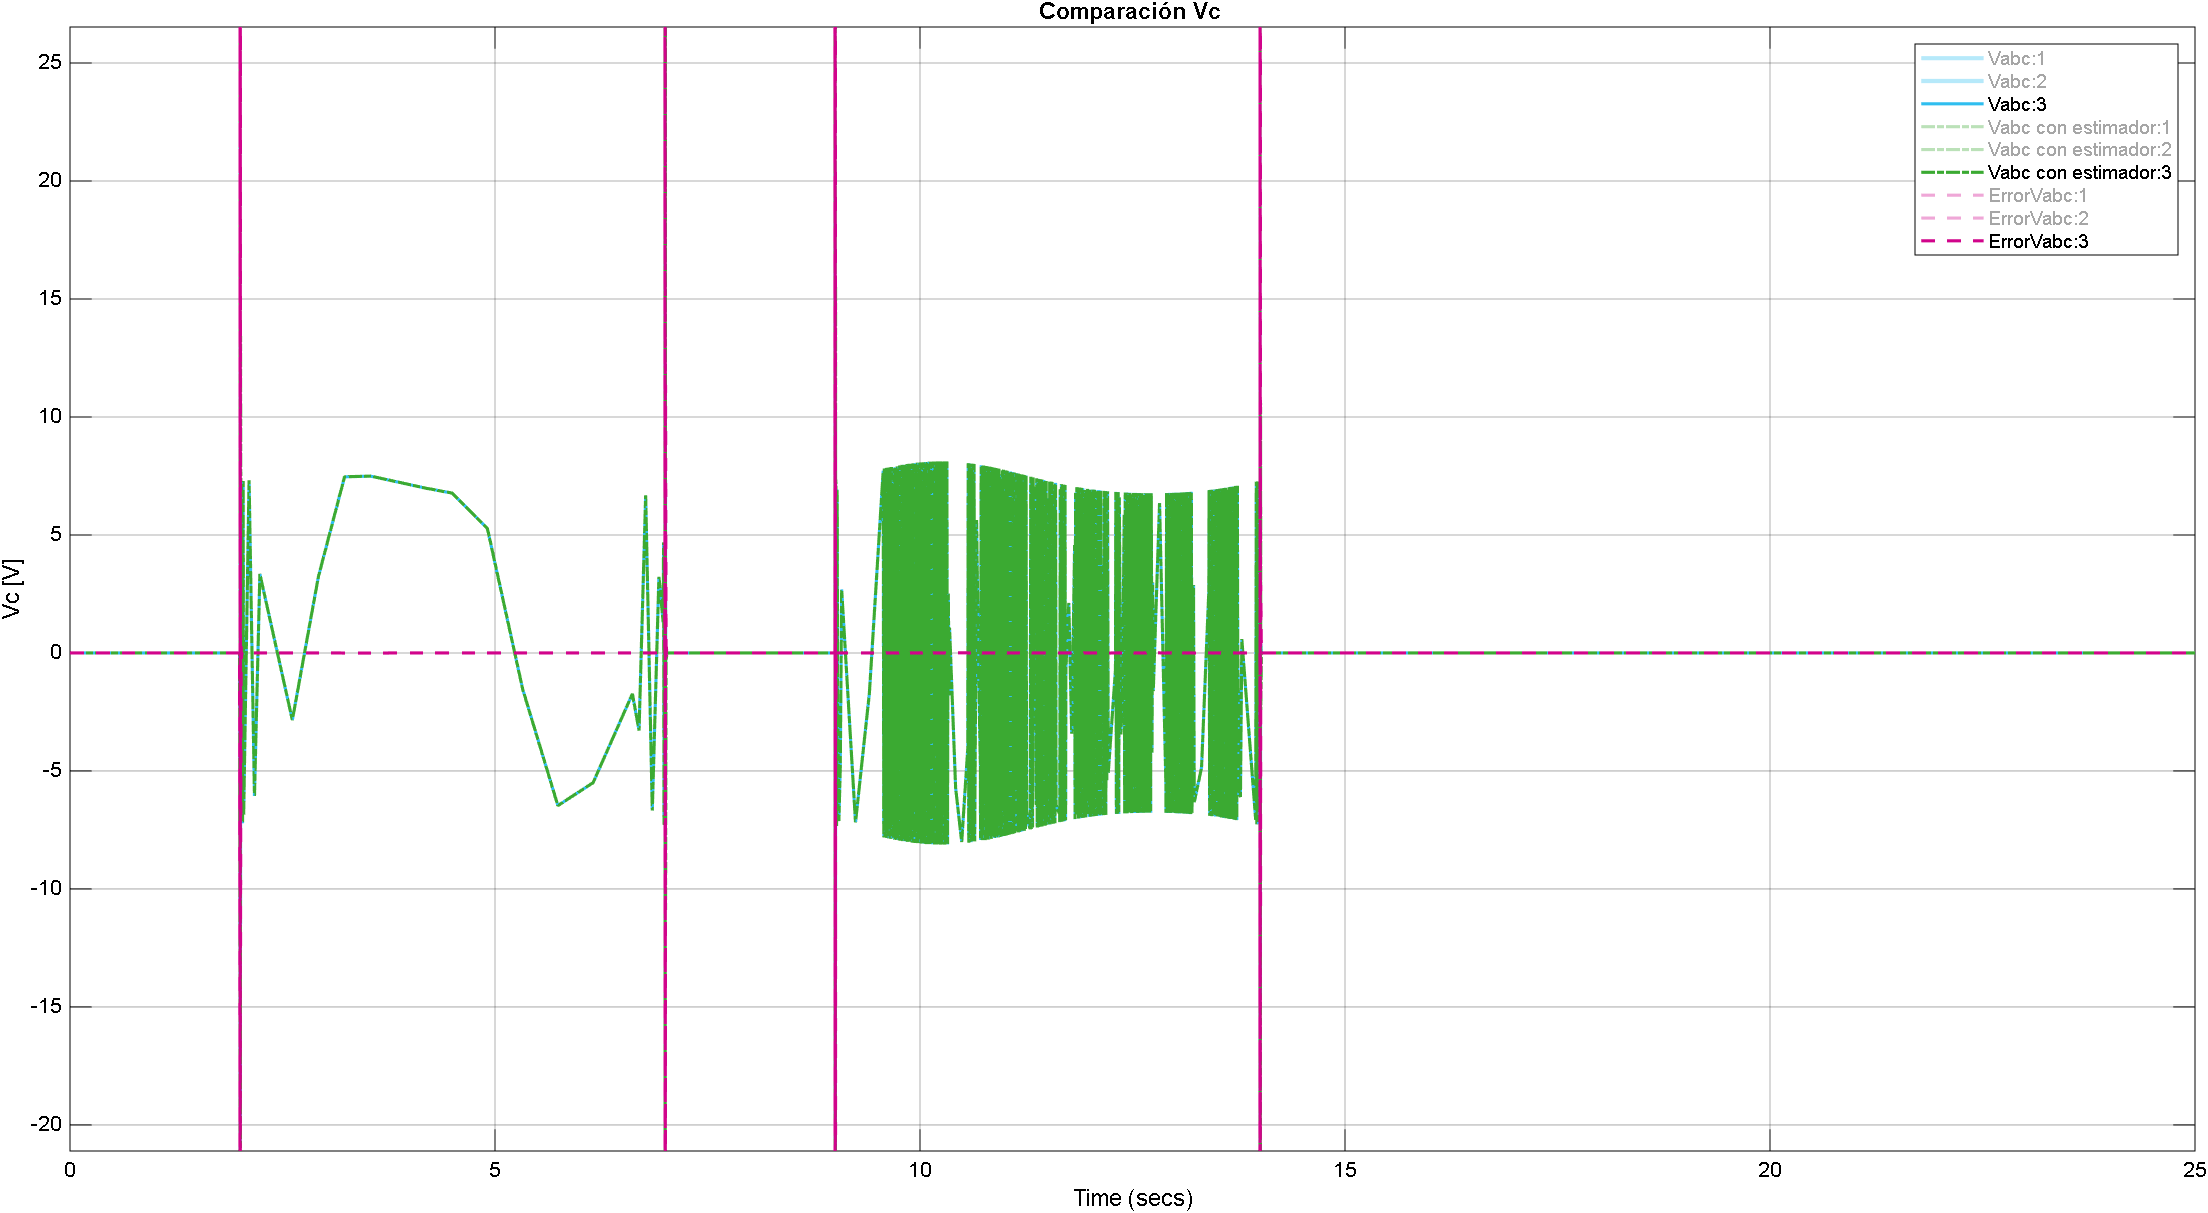 Comparación Vc
25
20
15
10
5
0
-5
-10
-15
-20
Vc [V]
Vabc:1
Vabc:2
Vabc:3
Vabc con estimador:1
Vabc con estimador:2
Vabc con estimador:3
ErrorVabc:1
ErrorVabc:2
ErrorVabc:3
0 5 10 15 20 25
Time (secs)